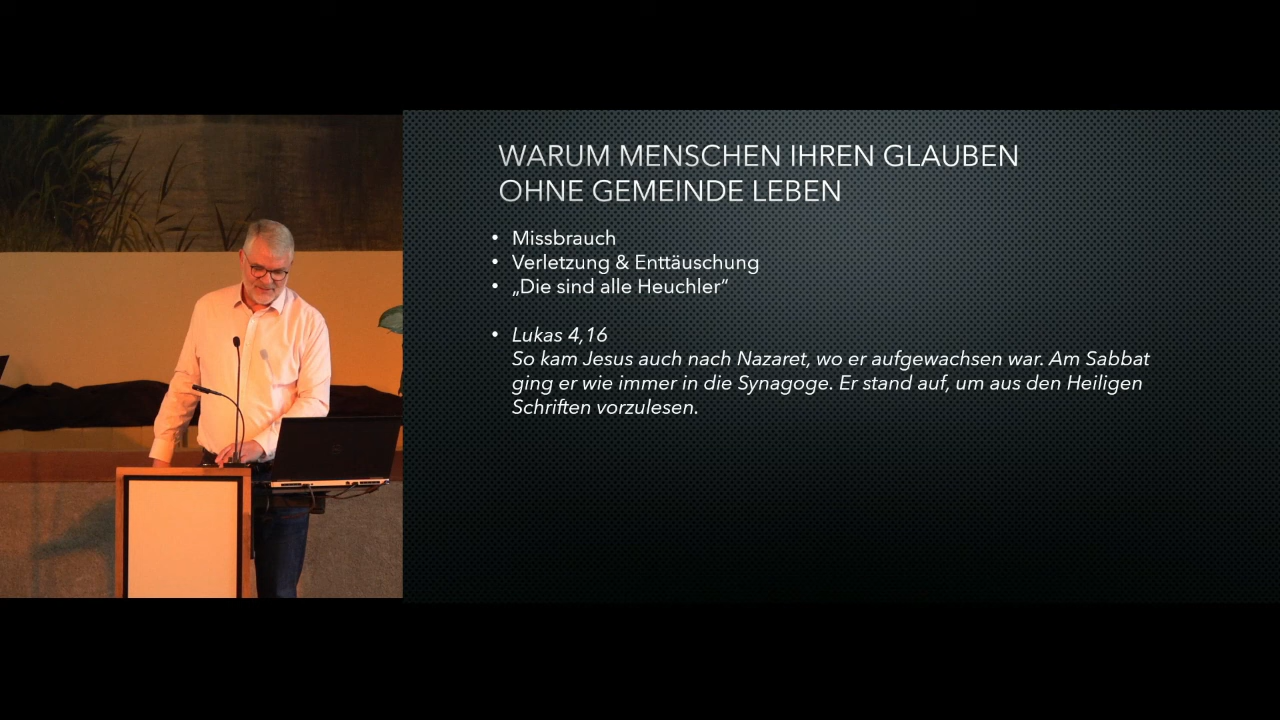 WARUM MENSCHEN IHREN GLAUBEN
OHNE GEMEINDE LEBEN
• Missbrauch
• Verletzung & Enttäuschung
• „Die sind alle Heuchler“
• Lukas 4,16
So kam Jesus auch nach Nazaret, wo er aufgewachsen war. Am Sabbat
ging er wie immer in die Synagoge. Er stand auf, um aus den Heiligen
Schriften vorzulesen.